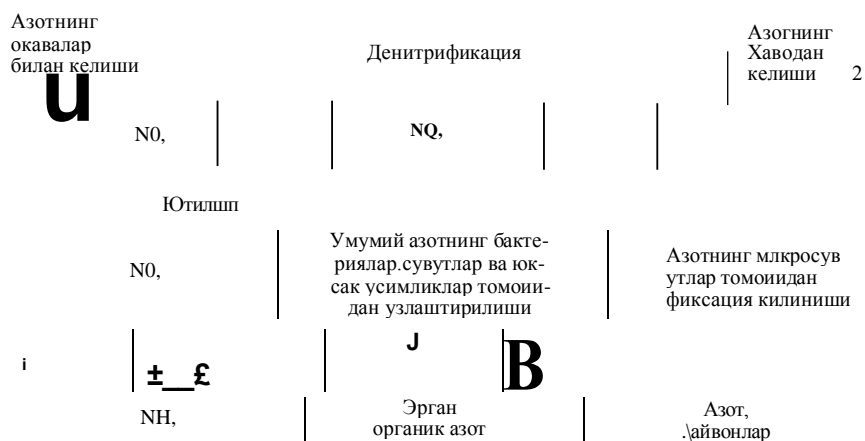 Азотнинг
окавалар
билан келиши
u
Денитрификация
Азогнинг
Хаводан
келиши 2
N0,
NQ,
Ютилшп
N0,
Умумий азотнинг бакте-
риялар.сувутлар ва юк-
сак усимликлар томоии-
дан узлаштирилиши
Азотнинг млкросув
утлар томоиидан
фиксация килиниши
i
±__£
J
B
NH,
Эрган
органик азот
Азот,
.\айвонлар